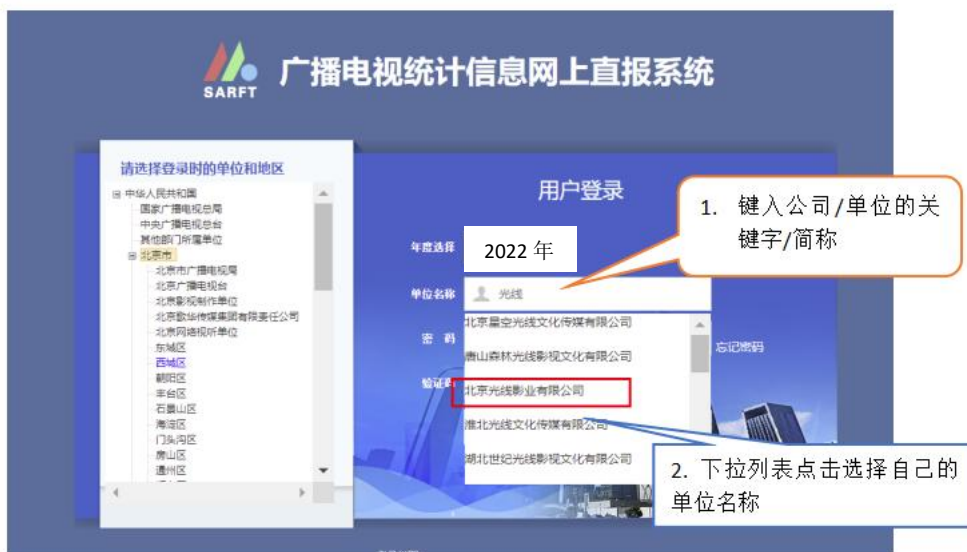 SARFT
广播电视统计信息网上直报系统
请选择登录时的单位和地区
中华人民共和国
国家广播电视总局
中央广播电视总台
其他部门所属单位
北京市
北京市广播电视局
北京广播电视台
北京影视制作单位
北京歌华传媒集团有限责任公司
北京网络视听单位
东城区
西城区
朝阳区
丰台区
石景山区
海淀区
门头沟区
房山区
通州区
用户登录
年度选择
2022 年
单位名称
光线
密 码
忘记密码
验证码
北京星空光线文化传媒有限公司
唐山森林光线影视文化有限公司
北京光线影业有限公司
淮北光线文化传媒有限公司
湖北世纪光线影视文化有限公司
1. 键入公司/单位的关
键字/简称
2. 下拉列表点击选择自己的
单位名称